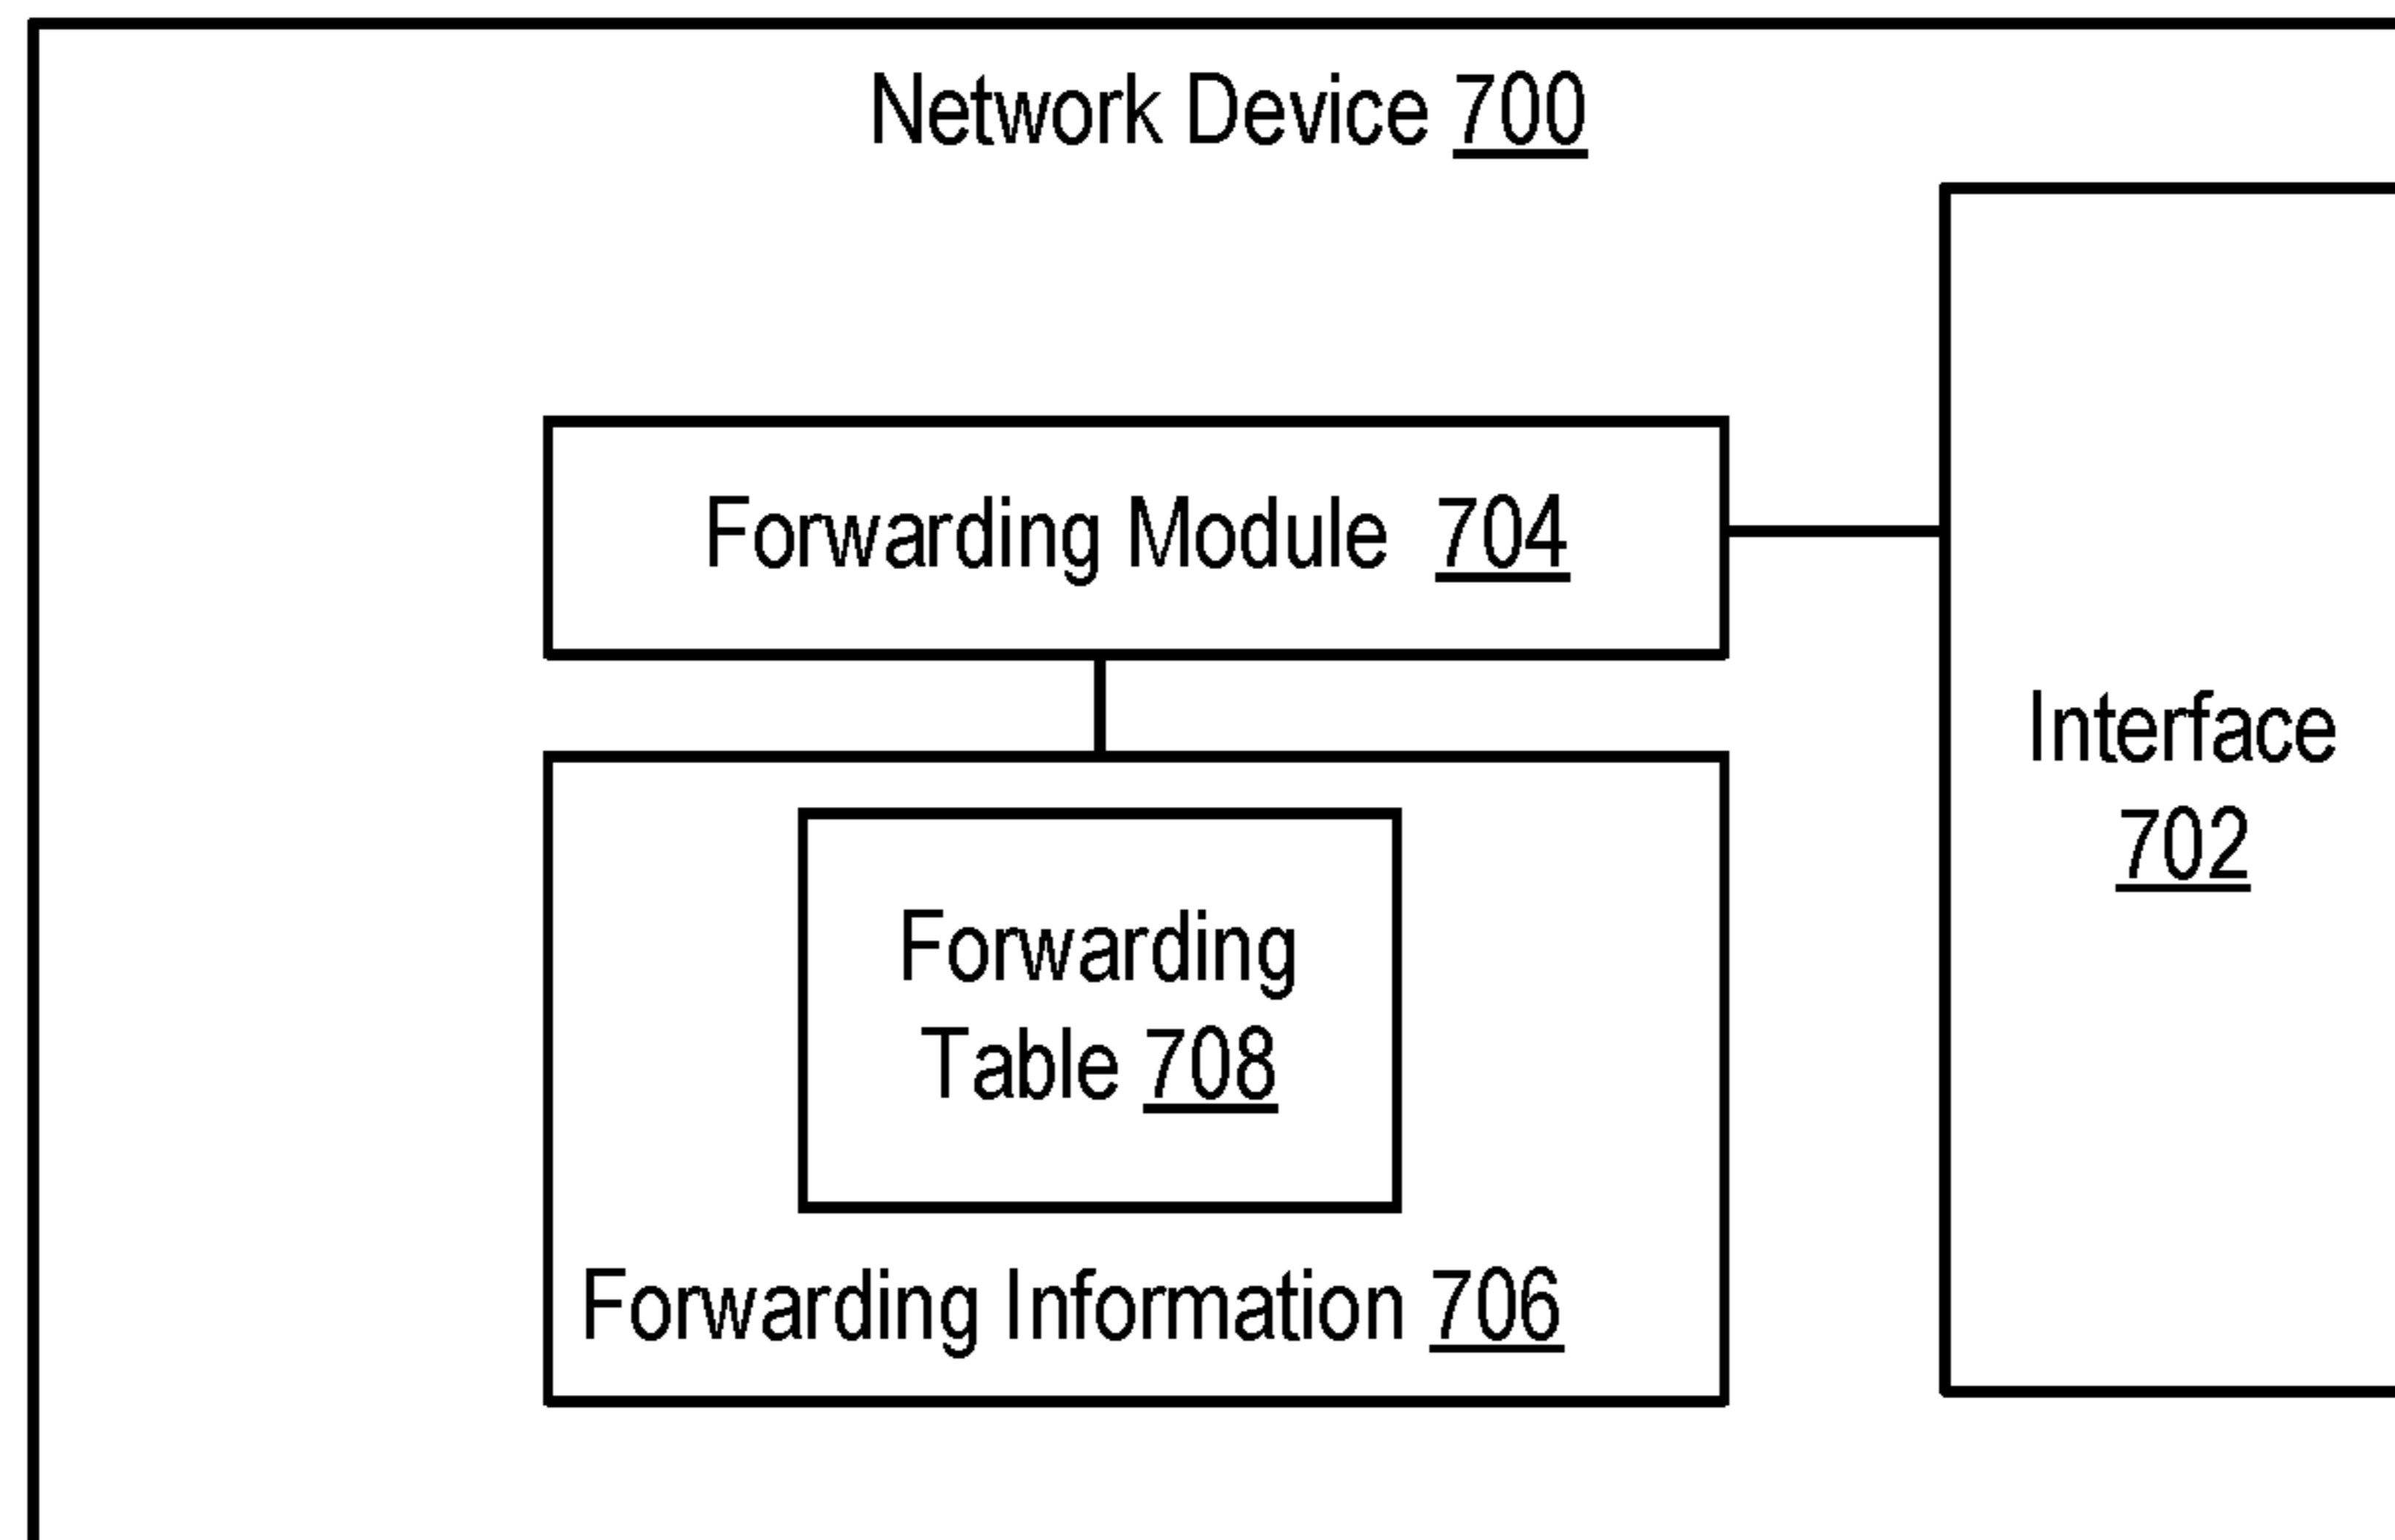 Network Device 700
Forwarding Module 704
Interface
702
Forwarding
Table 708
Forwarding Information 706